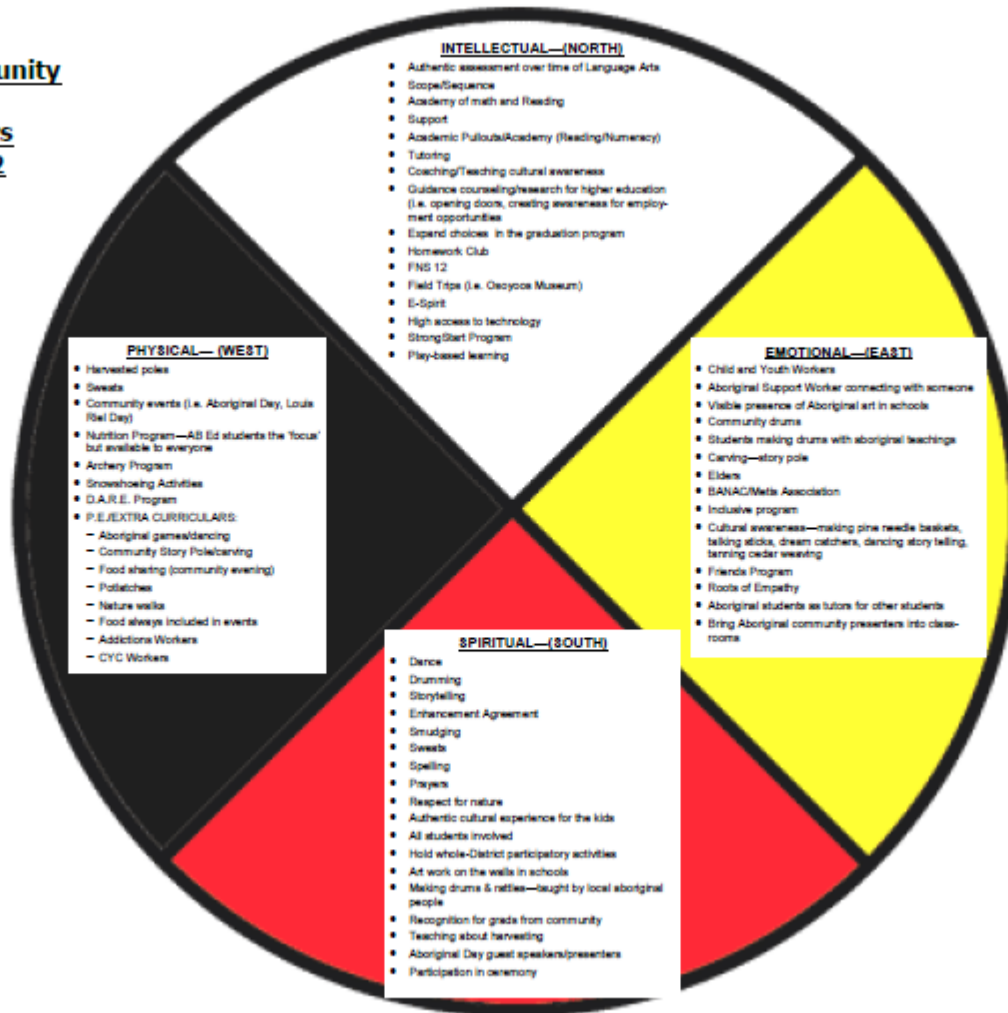 unity
s
2
INTELLECTUAL—(NORTH)
• Authentic assessment over time of Language Arts
• Scope/Sequence
• Academy of math and Reading
• Support
• Academic Pullouts/Academy (Reading/Numeracy)
• Tutoring
• Coaching/Teaching cultural awareness
• Guidance counseling/research for higher education
(i.e. opening doors, creating awareness for employ-
ment opportunities
• Expand choices in the graduation program
• Homework Club
• FNS 12
• Field Trips (i.e. Osoyoos Museum)
• E-Spirit
• High access to technology
• StrongStart Program
• Play-based learning
PHYSICAL— (WEST)
• Harvested poles
• Sweats
• Community events (i.e. Aboriginal Day, Louis
Riel Day)
• Nutrition Program—AB Ed students the 'focus'
but available to everyone
• Archery Program
• Snowshoeing Activities
• D.A.R.E. Program
• P.E./EXTRA CURRICULARS:
– Aboriginal games/dancing
– Community Story Pole/carving
– Food sharing (community evening)
– Potlatches
– Nature walks
– Food always included in events
– Addictions Workers
– CYC Workers
EMOTIONAL—(EAST)
• Child and Youth Workers
• Aboriginal Support Worker connecting with someone
• Visible presence of Aboriginal art in schools
• Community drums
• Students making drums with aboriginal teachings
• Carving—story pole
• Elders
• BANAC/Metis Association
• Inclusive program
• Cultural awareness—making pine needle baskets,
talking sticks, dream catchers, dancing story telling,
tanning cedar weaving
• Friends Program
• Roots of Empathy
• Aboriginal students as tutors for other students
• Bring Aboriginal community presenters into class-
rooms
SPIRITUAL—(SOUTH)
• Dance
• Drumming
• Storytelling
• Enhancement Agreement
• Smudging
• Sweats
• Spelling
• Prayers
• Respect for nature
• Authentic cultural experience for the kids
• All students involved
• Hold whole-District participatory activities
• Art work on the walls in schools
• Making drums & rattles—taught by local aboriginal
people
• Recognition for grads from community
• Teaching about harvesting
• Aboriginal Day guest speakers/presenters
• Participation in ceremony